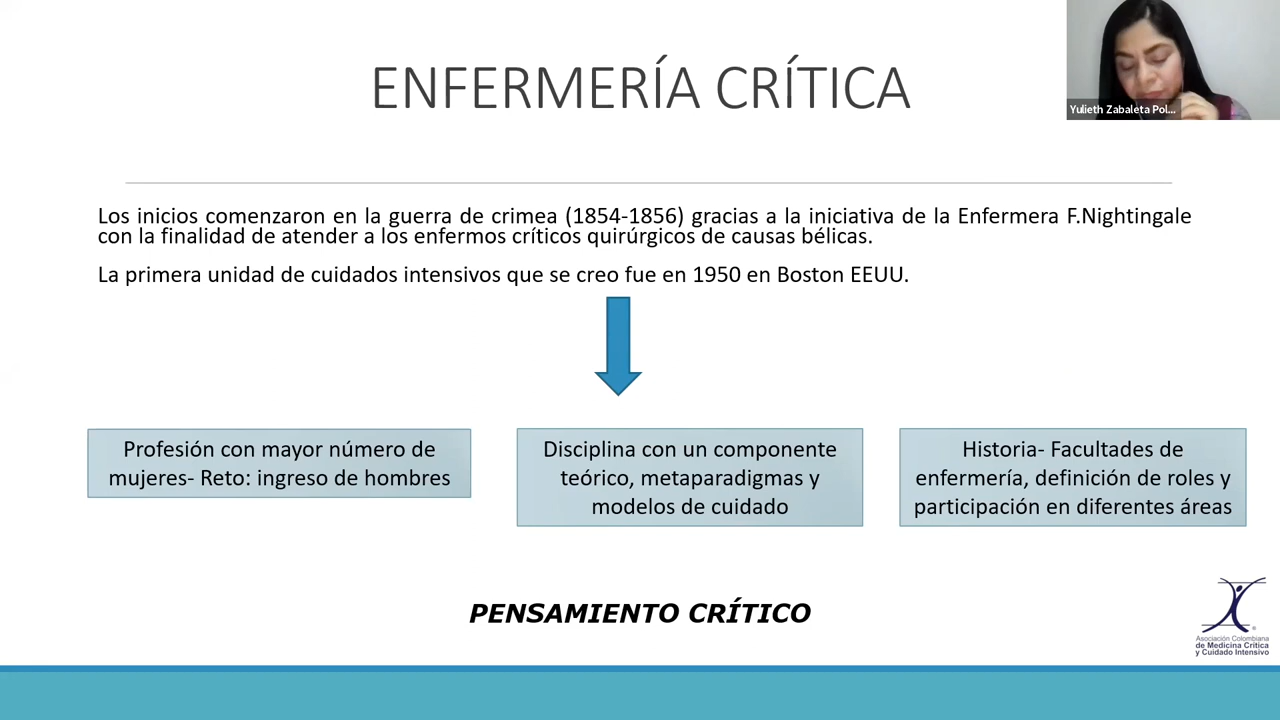 ENFERMERÍA CRÍTICA
Yulieth Zabaleta Pol...
Los inicios comenzaron en la guerra de crimea (1854-1856) gracias a la iniciativa de la Enfermera F.Nightingale
con la finalidad de atender a los enfermos críticos quirúrgicos de causas bélicas.
La primera unidad de cuidados intensivos que se creo fue en 1950 en Boston EEUU.
Profesión con mayor número de
mujeres- Reto: ingreso de hombres
Disciplina con un componente
teórico, metaparadigmas y
modelos de cuidado
Historia- Facultades de
enfermería, definición de roles y
participación en diferentes áreas
PENSAMIENTO CRÍTICO
Asociación Colombiana
de Medicina Crítica
y Cuidado Intensivo